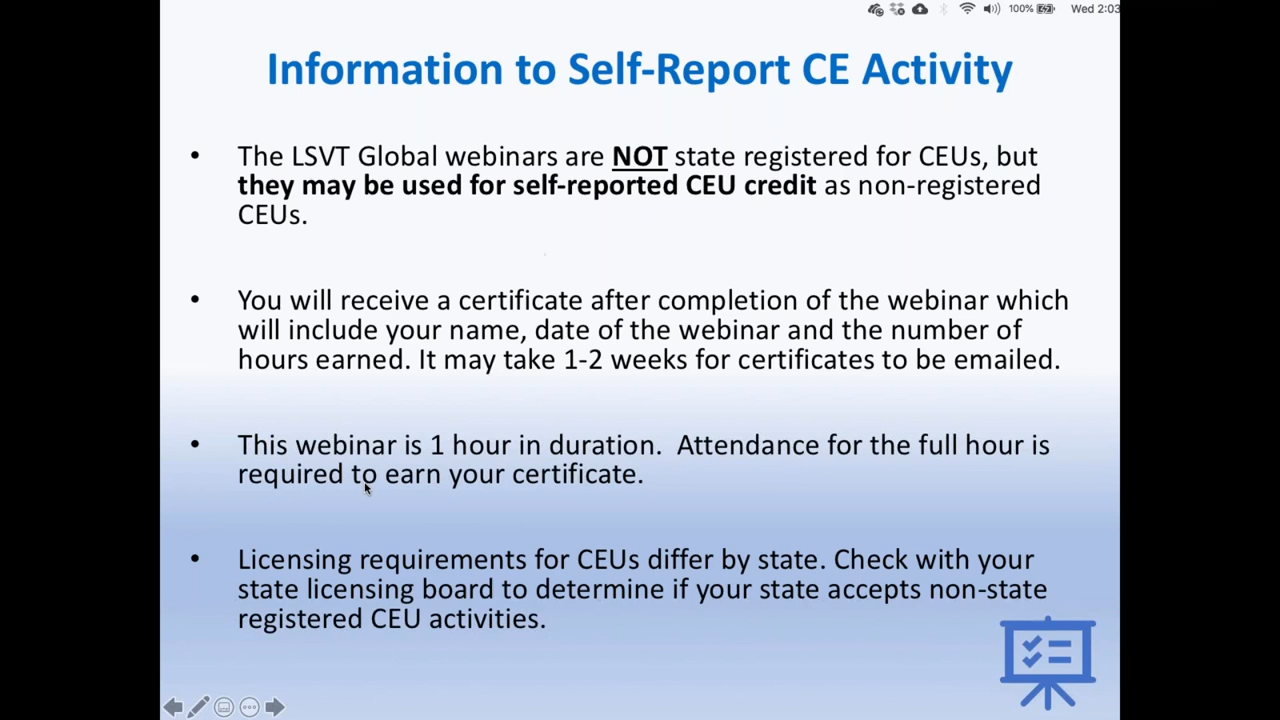 100% Wed 2:03
Information to Self-Report CE Activity
• The LSVT Global webinars are NOT state registered for CEUs, but
they may be used for self-reported CEU credit as non-registered
CEUs.
• You will receive a certificate after completion of the webinar which
will include your name, date of the webinar and the number of
hours earned. It may take 1-2 weeks for certificates to be emailed.
• This webinar is 1 hour in duration.  Attendance for the full hour is
required to earn your certificate.
• Licensing requirements for CEUs differ by state. Check with your
state licensing board to determine if your state accepts non-state
registered CEU activities.